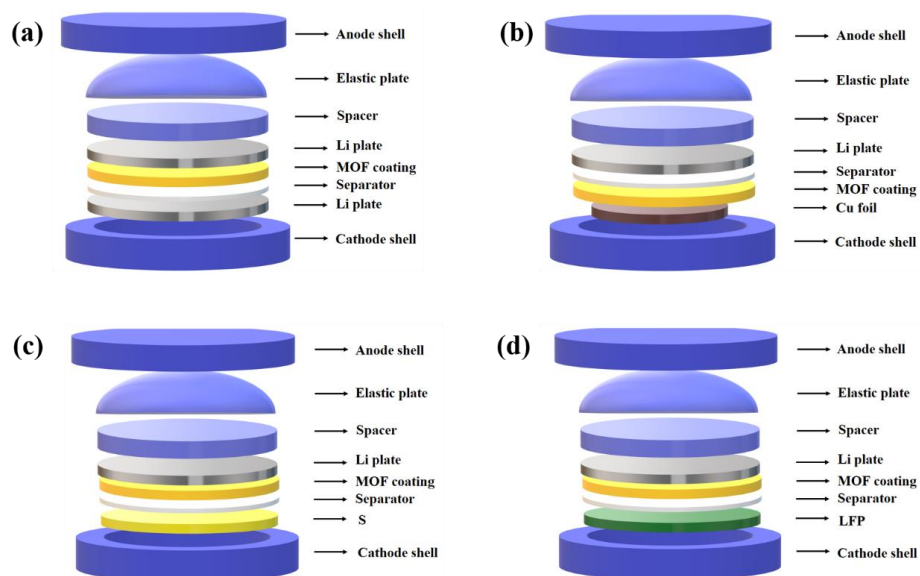 (a)
Anode shell
Elastic plate
Spacer
Li plate
MOF coating
Separator
Li plate
Cathode shell
(b)
Anode shell
Elastic plate
Spacer
Li plate
Separator
MOF coating
Cu foil
Cathode shell
(c)
Anode shell
Elastic plate
Spacer
Li plate
MOF coating
Separator
S
Cathode shell
(d)
Anode shell
Elastic plate
Spacer
Li plate
MOF coating
Separator
LFP
Cathode shell